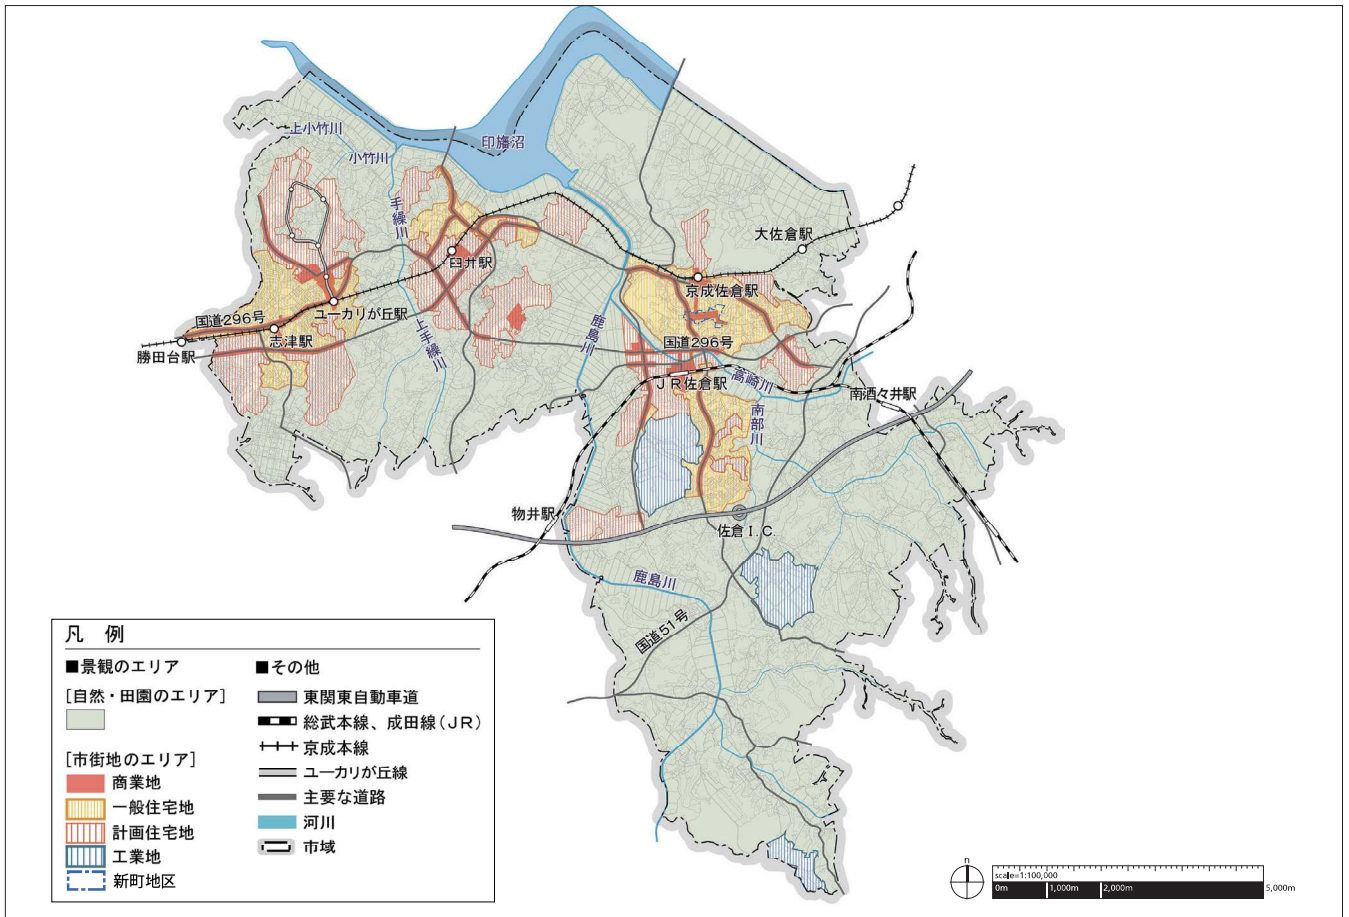 上小竹川
小竹川
印旛沼
手繰川
大佐倉駅
臼井駅
京成佐倉駅
ユーカリが丘駅
国道296号
志津駅
勝田台駅
上手繰川
鹿島川
国道296号
JR佐倉駅
高崎川
南酒々井駅
南部川
物井駅
佐倉I.C.
鹿島川
国道51号
凡 例
■景観のエリア
[自然・田園のエリア]
[市街地のエリア]
商業地
一般住宅地
計画住宅地
工業地
新町地区
■その他
東関東自動車道
総武本線、成田線(JR)
京成本線
ユーカリが丘線
主要な道路
河川
市域
n
scale=1:100,000
0m 1,000m 2,000m 5,000m